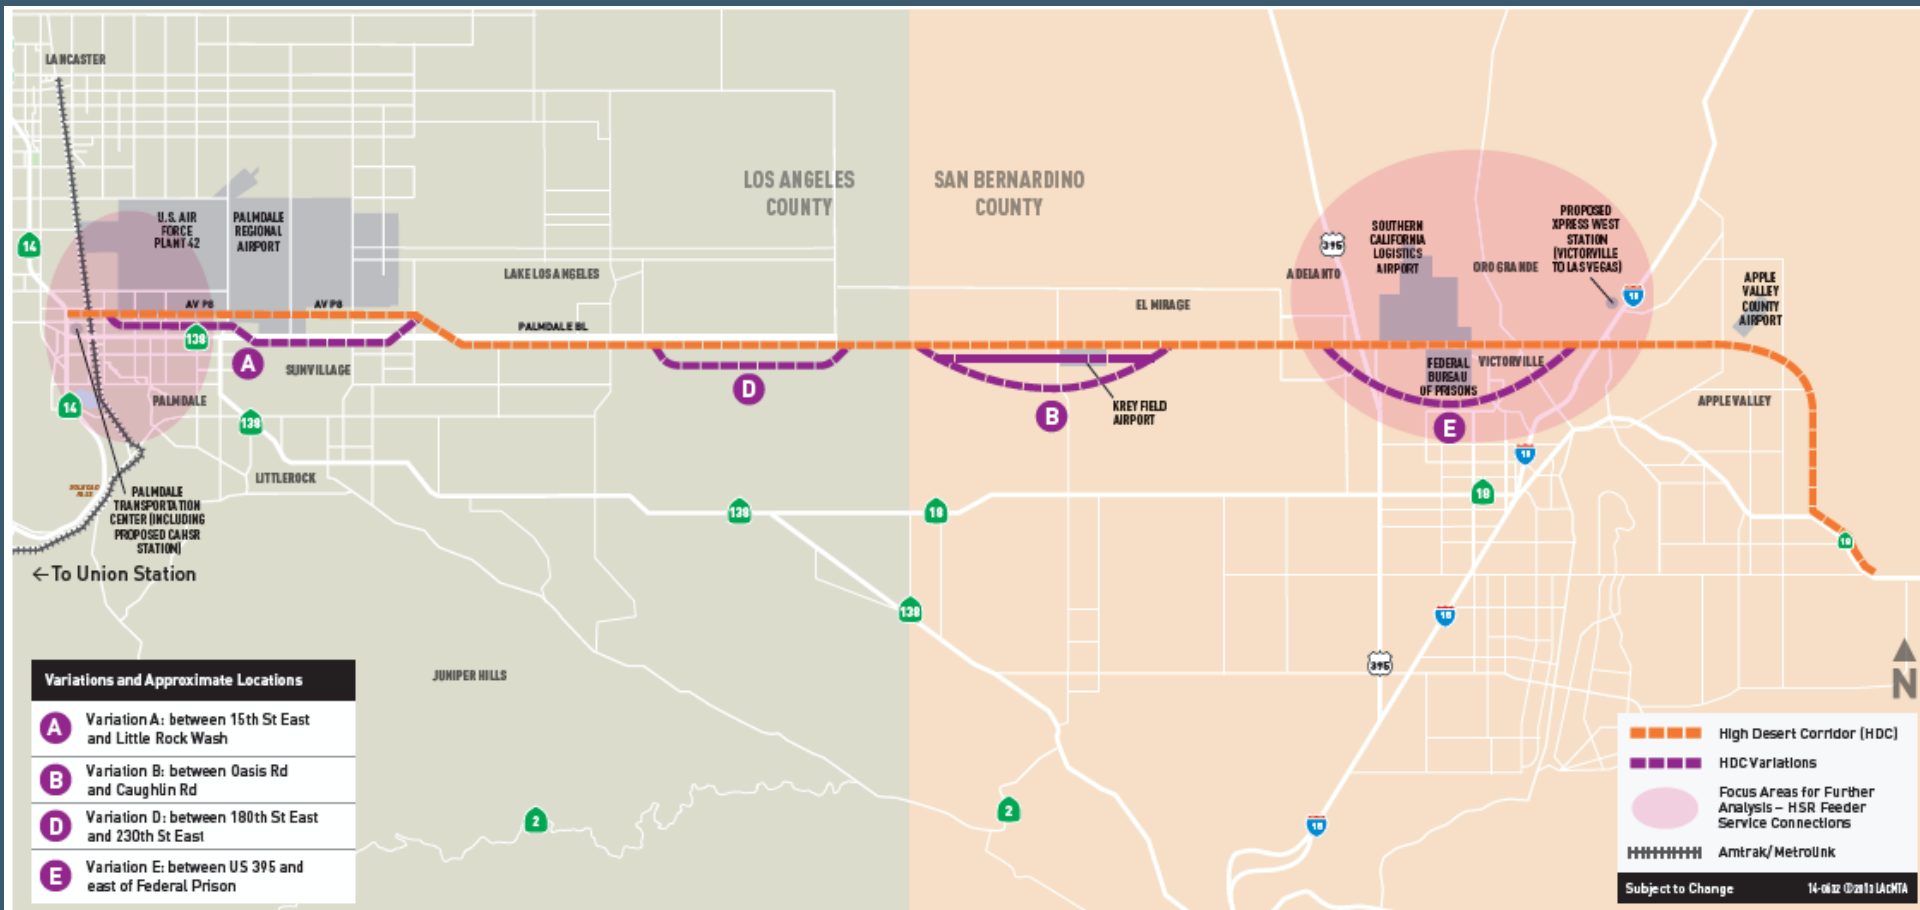 LANCASTER
LOS ANGELES
COUNTY
SAN BERNARDINO
COUNTY
14
U.S. AIR
FORCE
PLANT 42
PALMDALE
REGIONAL
AIRPORT
395
SOUTHERN
CALIFORNIA
LOGISTICS
AIRPORT
PROPOSED
XPRESS WEST
STATION
(VICTORVILLE
TO LAS VEGAS)
ORO GRANDE
ADELANTO
LAKE LOS ANGELES
APPLE
VALLEY
COUNTY
AIRPORT
AV P8
AV P8
EL MIRAGE
PALMDALE BL
138
A
SUNVILLAGE
D
B
KREY FIELD
AIRPORT
FEDERAL
BUREAU
OF PRISONS
VICTORVILLE
E
APPLE VALLEY
14
PALMDALE
138
LITTLEROCK
15
PALMDALE
TRANSPORTATION
CENTER (INCLUDING
PROPOSED CAHSR
STATION)
138
18
18
18
←To Union Station
138
15
395
JUNIPER HILLS
N
2
2
15
Variations and Approximate Locations
A
Variation A: between 15th St East
and Little Rock Wash
B
Variation B: between Oasis Rd
and Caughlin Rd
D
Variation D: between 180th St East
and 230th St East
E
Variation E: between US 395 and
east of Federal Prison
High Desert Corridor (HDC)
HDC Variations
Focus Areas for Further
Analysis – HSR Feeder
Service Connections
Amtrak/Metrolink
Subject to Change
©2013 LACMTA